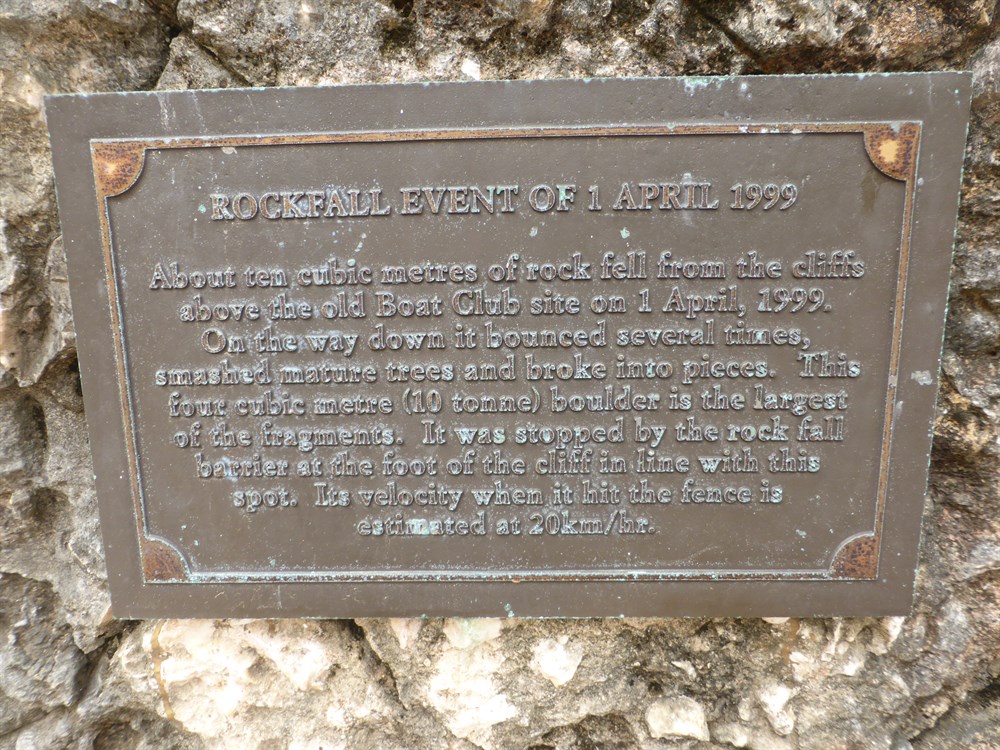 ROCKFALL EVENT OF 1 APRIL 1999
About ten cubic metres of rock fell from the cliffs
above the old Boat Club site on 1 April, 1999.
On the way down it bounced several times,
smashed mature trees and broke into pieces. This
four cubic metre (10 tonne) boulder is the largest
of the fragments. It was stopped by the rock fall
barrier at the foot of the cliff in line with this
spot. Its velocity when it hit the fence is
estimated at 20km/hr.